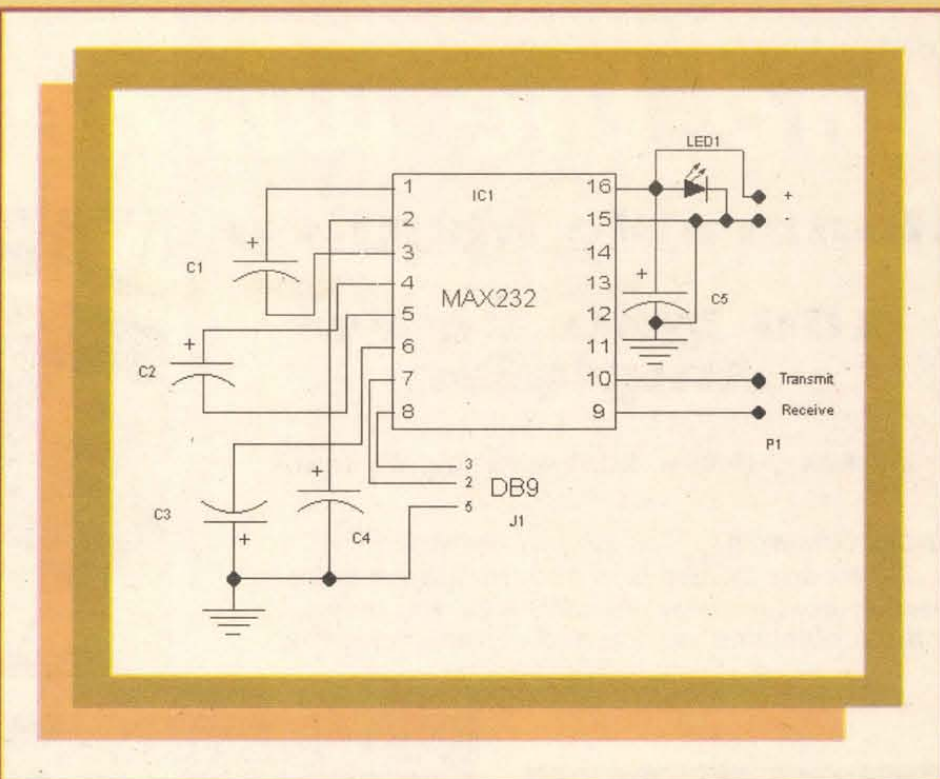 LED1
+
-
IC1
MAX232
1
2
3
4
5
6
7
8
16
15
14
13
12
11
10
9
+
C1
+
C2
C3
+
+
C4
+
C5
Transmit
Receive
P1
3
2
5
DB9
J1